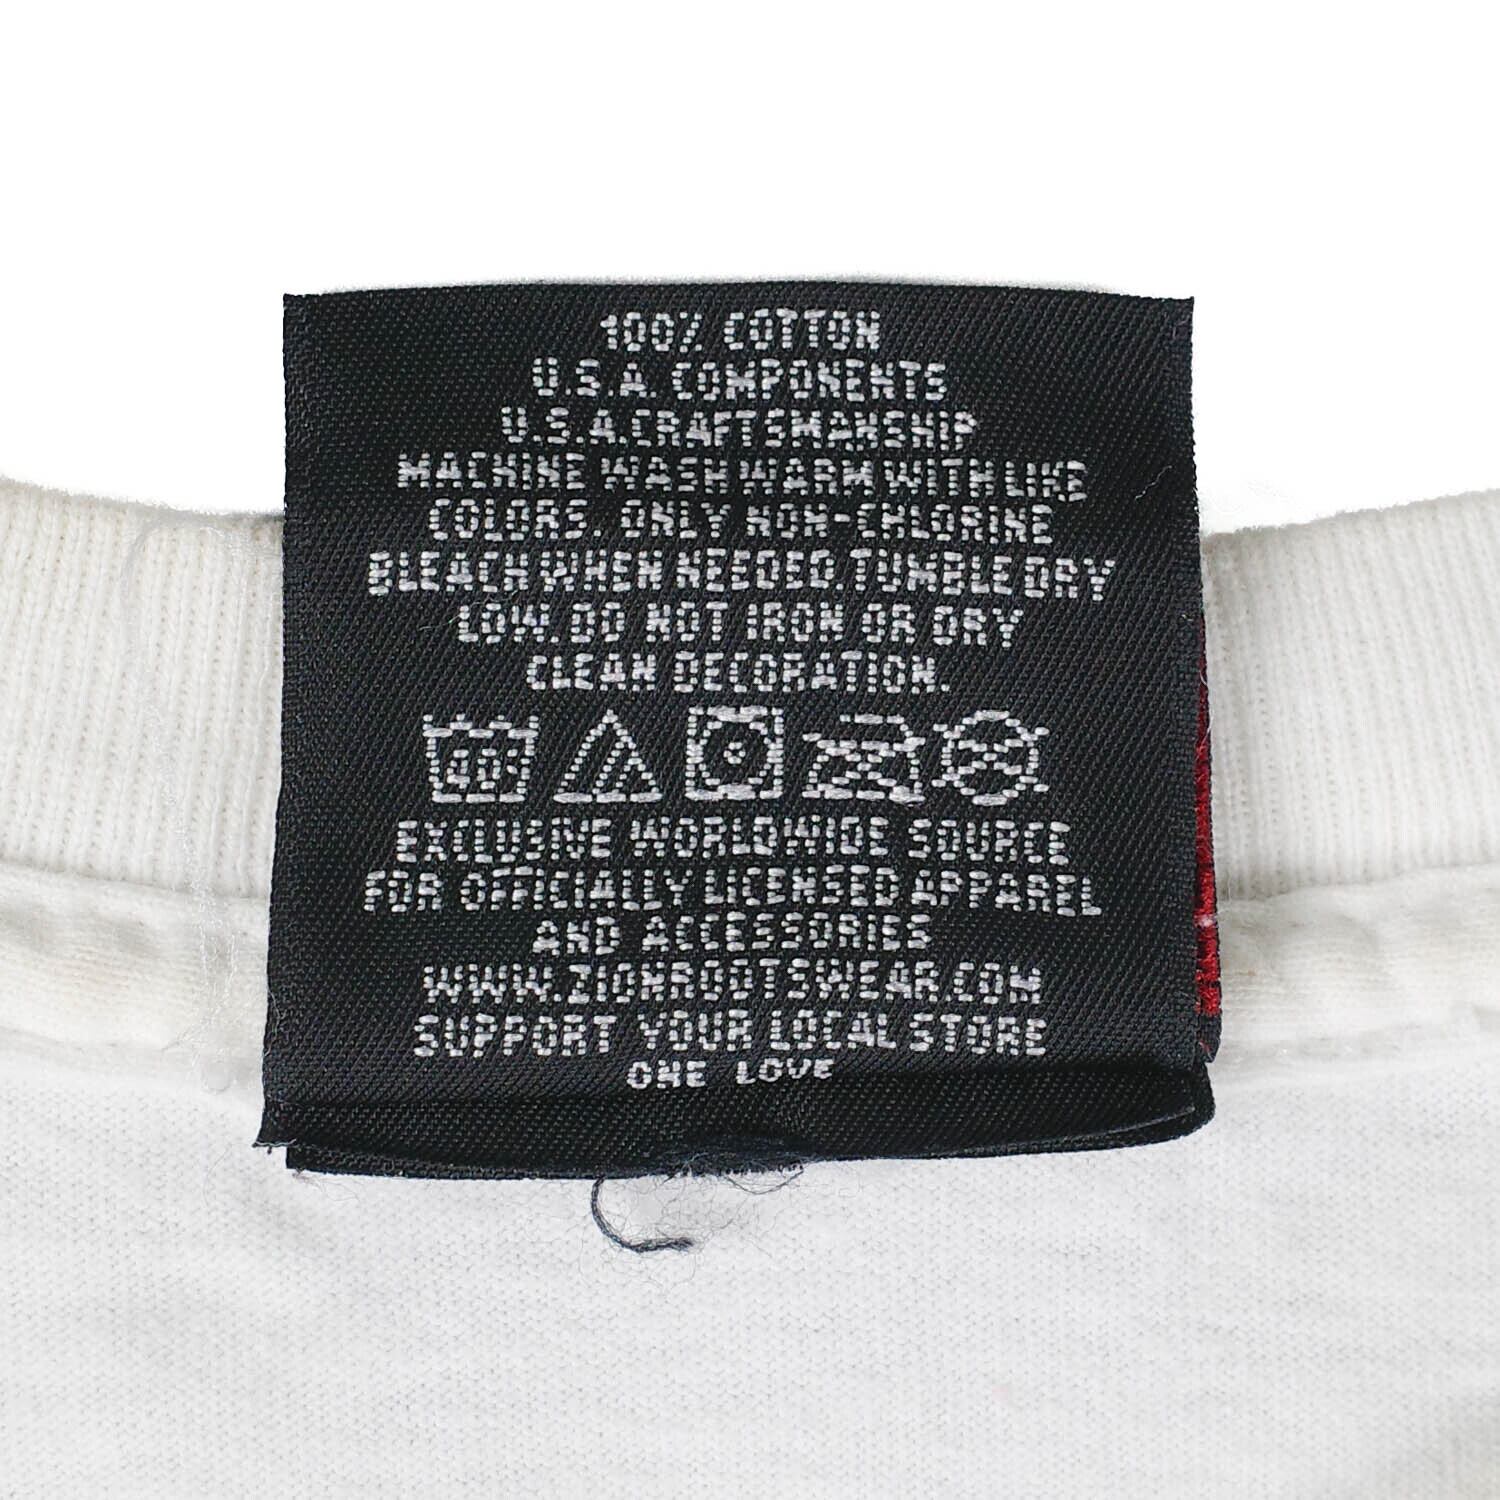 100% COTTON
U.S.A. COMPONENTS
U.S.A. CRAFTSMANSHIP
MACHINE WASH WARM WITH LIKE
COLORS. ONLY NON-CHLORINE
BLEACH WHEN NEEDED. TUMBLE DRY
LOW. DO NOT IRON OR DRY
CLEAN DECORATION.
40°
EXCLUSIVE WORLDWIDE SOURCE
FOR OFFICIALLY LICENSED APPAREL
AND ACCESSORIES
WWW.ZIONROOTSWEAR.COM
SUPPORT YOUR LOCAL STORE
ONE LOVE